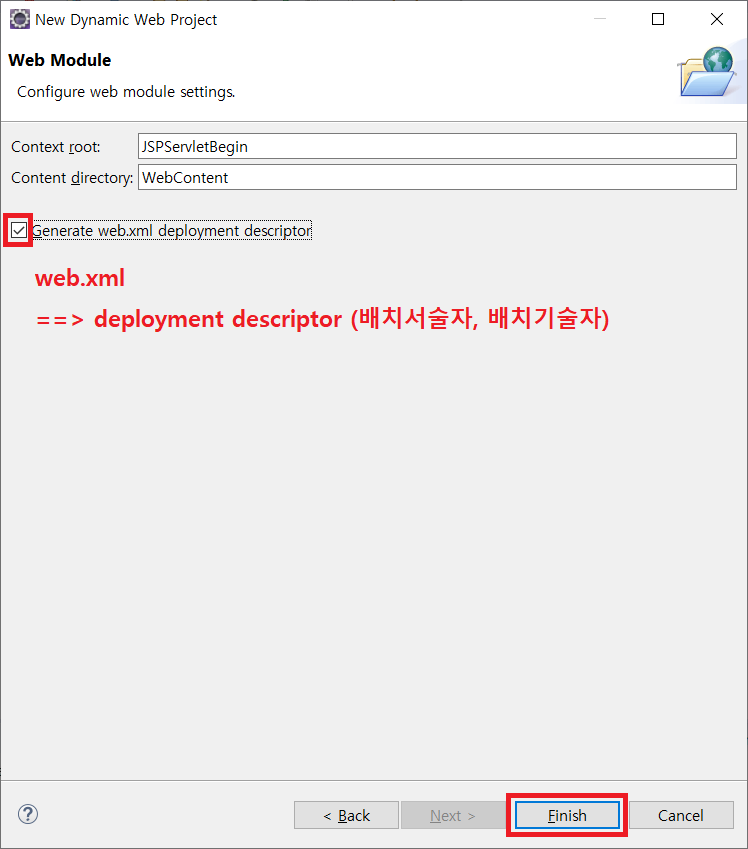 New Dynamic Web Project
Web Module
Configure web module settings.
Context root: JSPServletBegin
Content directory: WebContent
Generate web.xml deployment descriptor
web.xml
==> deployment descriptor (배치서술자, 배치기술자)
? < Back Next > Finish Cancel